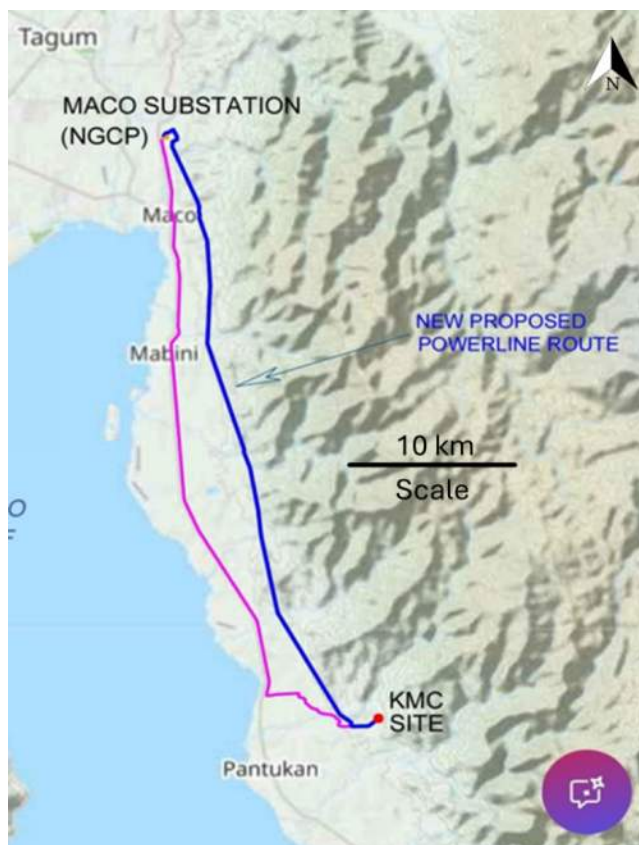 Tagum
N
MACO SUBSTATION
(NGCP)
Maco
NEW PROPOSED
POWERLINE ROUTE
Mabini
10 km
Scale
O
F
KMC
SITE
Pantukan